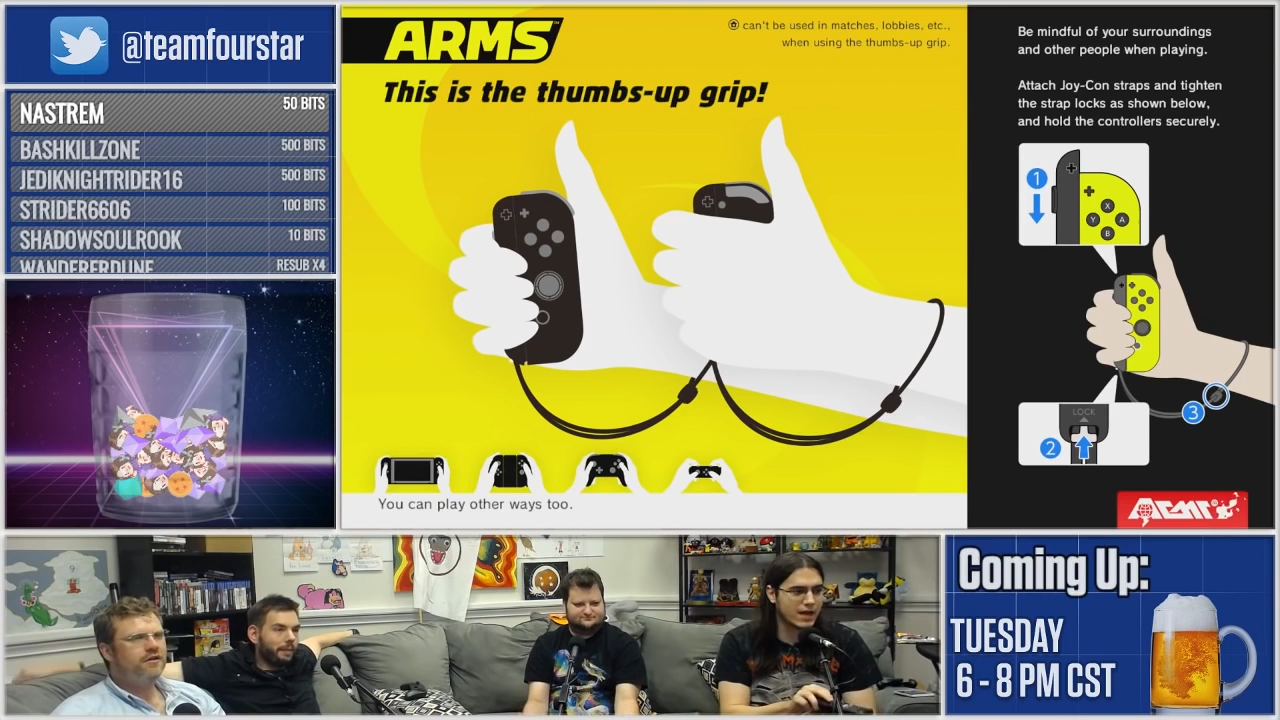 @teamfourstar
NASTREM 50 BITS
BASHKILLZONE 500 BITS
JEDIKNIGHTRIDER16 500 BITS
STRIDER6606 100 BITS
SHADOWSOULROOK 10 BITS
WANDERERDUNE RESUB X4
ARMS™
can't be used in matches, lobbies, etc.,
when using the thumbs-up grip.
This is the thumbs-up grip!
You can play other ways too.
Be mindful of your surroundings
and other people when playing.
Attach Joy-Con straps and tighten
the strap locks as shown below,
and hold the controllers securely.
1
X
Y A
B
3
LOCK
2
Coming Up:
TUESDAY
6 - 8 PM CST